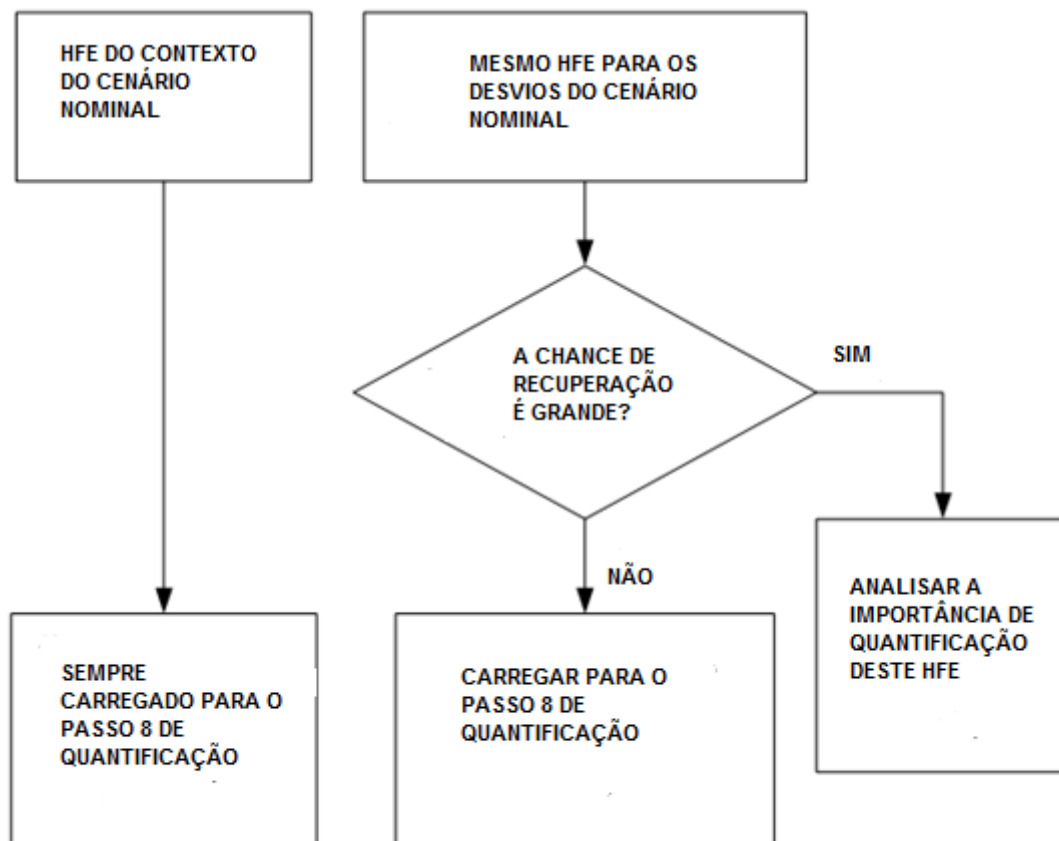 HFE DO CONTEXTO
DO CENÁRIO
NOMINAL
MESMO HFE PARA OS
DESVIOS DO CENÁRIO
NOMINAL
A CHANCE DE
RECUPERAÇÃO
É GRANDE?
SIM
NÃO
ANALISAR A
IMPORTÂNCIA DE
QUANTIFICAÇÃO
DESTE HFE
SEMPRE
CARREGADO PARA O
PASSO 8 DE
QUANTIFICAÇÃO
CARREGAR PARA O
PASSO 8 DE
QUANTIFICAÇÃO